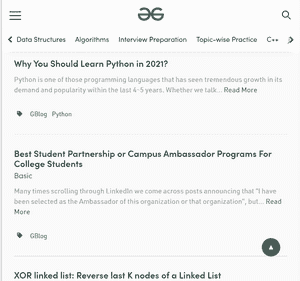 Data Structures Algorithms Interview Preparation Topic-wise Practice C++ J
Why You Should Learn Python in 2021?
Python is one of those programming languages that has seen tremendous growth in its
demand and popularity within the last 4-5 years. Whether we talk... Read More
GBlog Python
Best Student Partnership or Campus Ambassador Programs For
College Students
Basic
Many times scrolling through LinkedIn we come across posts announcing that "I have
been selected as the Ambassador of this organization or that organization", but... Read
More
GBlog
XOR linked list: Reverse last K nodes of a Linked List